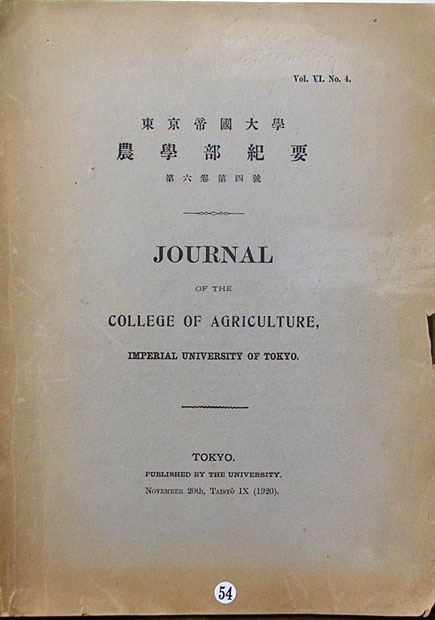 Vol. VI. No. 4.
東京帝國大學
農學部紀要
第六卷第四號
JOURNAL
OF THE
COLLEGE OF AGRICULTURE,
IMPERIAL UNIVERSITY OF TOKYO.
TOKYO.
PUBLISHED BY THE UNIVERSITY.
November 20th, Taisyô IX (1920).
54